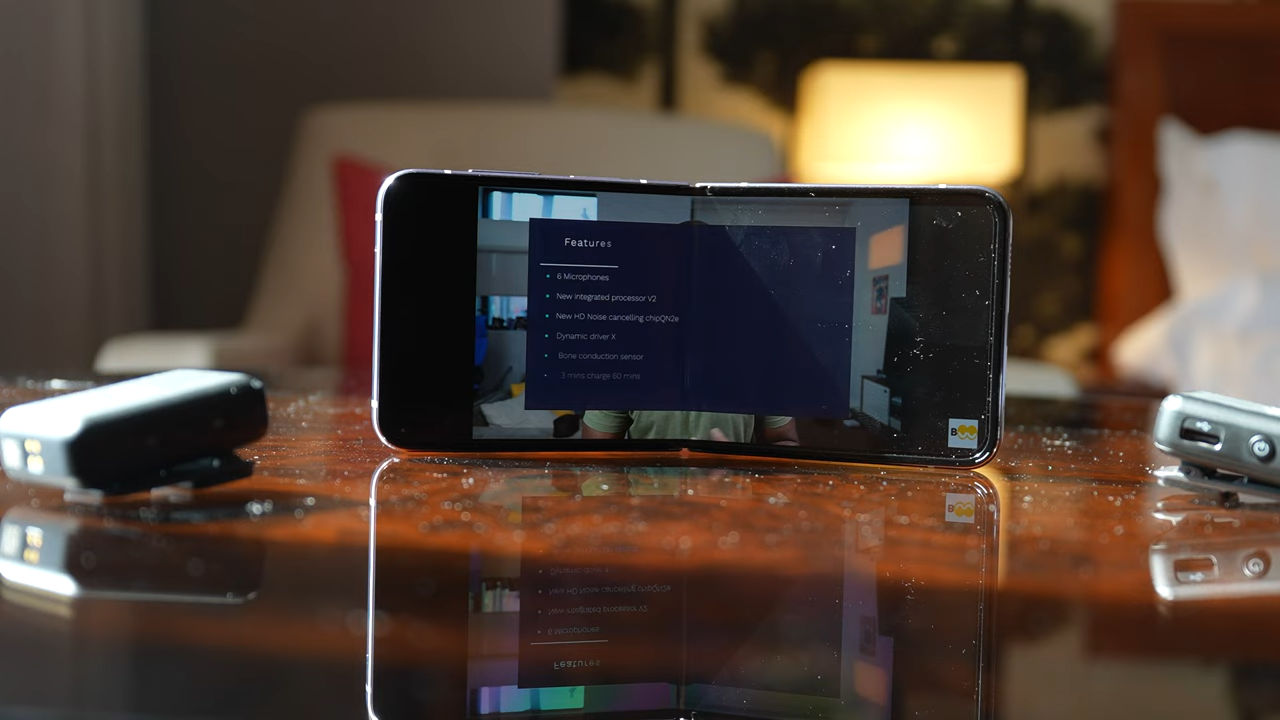 Features
6 Microphones
New integrated processor V2
New HD Noise cancelling chipQN2e
Dynamic driver X
Bone conduction sensor
3 mins charge 60 mins
B